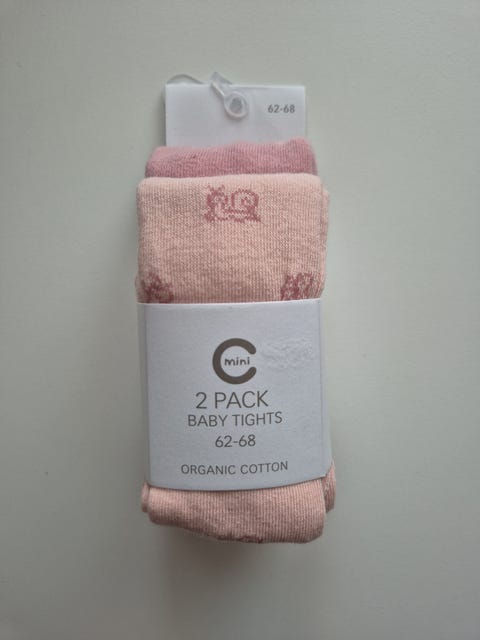 62-68
mini
2 PACK
BABY TIGHTS
62-68
ORGANIC COTTON